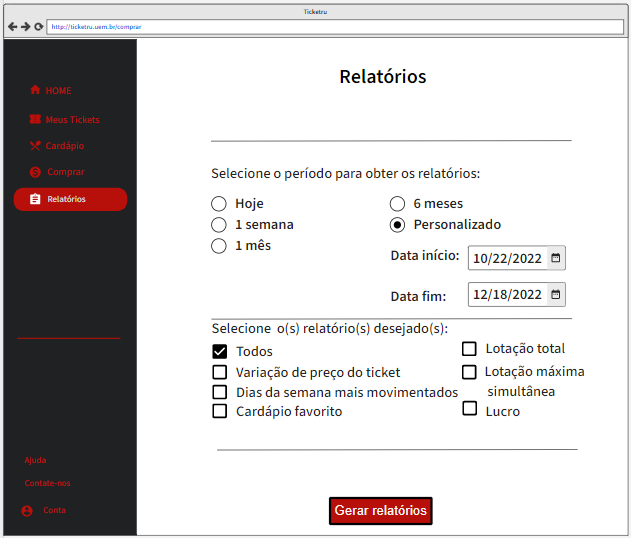 Ticketru
http://ticketru.uem.br/comprar
HOME
Meus Tickets
Cardápio
Comprar
Relatórios
Ajuda
Contate-nos
Conta
Relatórios
Selecione o período para obter os relatórios:
Hoje
1 semana
1 mês
6 meses
Personalizado
Data início: 10/22/2022
Data fim: 12/18/2022
Selecione o(s) relatório(s) desejado(s):
Todos
Variação de preço do ticket
Dias da semana mais movimentados
Cardápio favorito
Lotação total
Lotação máxima
simultânea
Lucro
Gerar relatórios